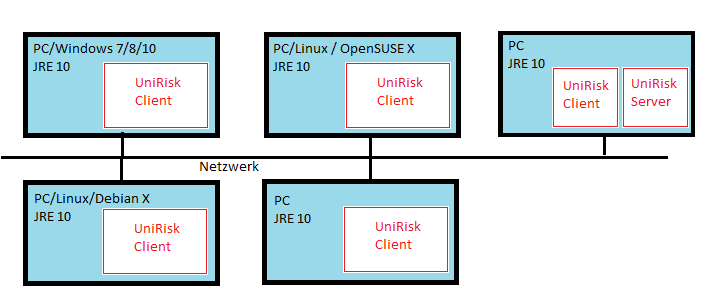 PC/Windows 7/8/10
JRE 10
UniRisk
Client
PC/Linux / OpenSUSE X
JRE 10
UniRisk
Client
PC
JRE 10
UniRisk
Client
UniRisk
Server
Netzwerk
PC/Linux/Debian X
JRE 10
UniRisk
Client
PC
JRE 10
UniRisk
Client